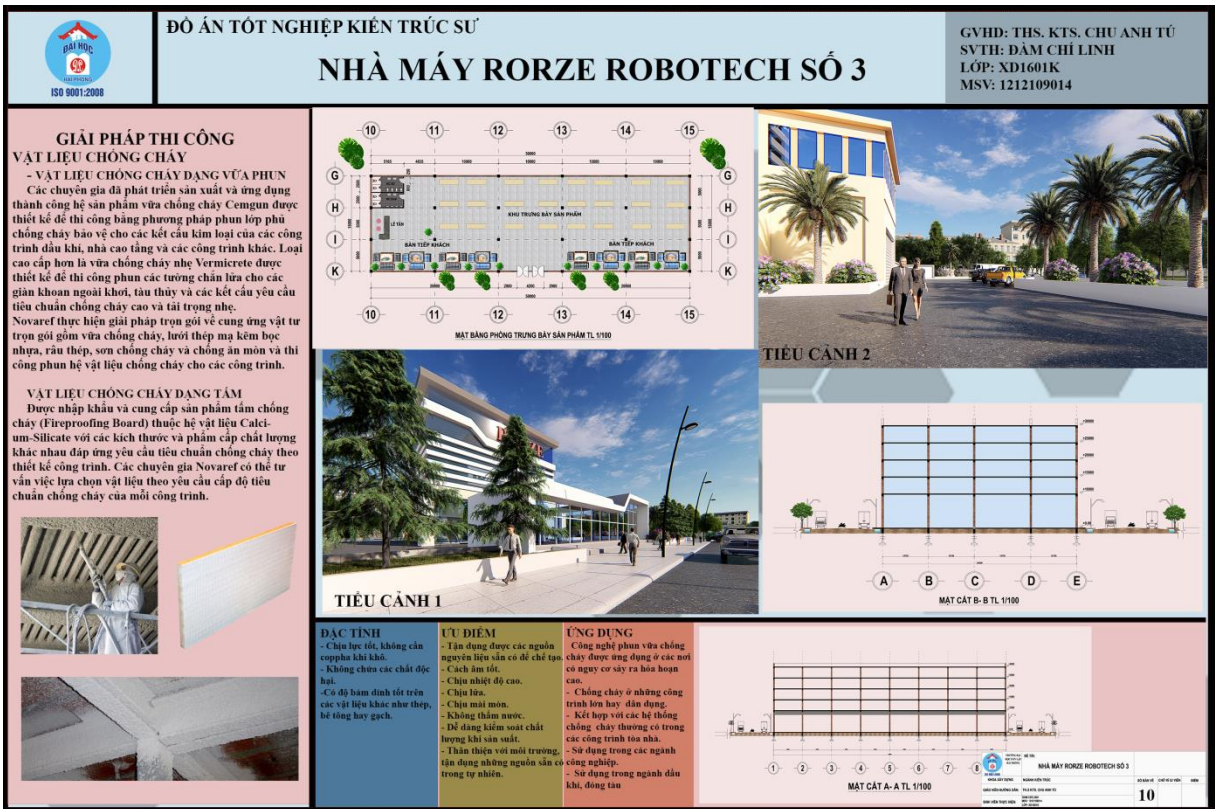 ĐẠI HỌC
HẢI PHÒNG
ISO 9001:2008
ĐỒ ÁN TỐT NGHIỆP KIẾN TRÚC SƯ
NHÀ MÁY RORZE ROBOTECH SỐ 3
GVHD: THS. KTS. CHU ANH TÚ
SVTH: ĐÀM CHÍ LINH
LỚP: XD1601K
MSV: 1212109014
GIẢI PHÁP THI CÔNG
VẬT LIỆU CHỐNG CHÁY
- VẬT LIỆU CHỐNG CHÁY DẠNG VỮA PHUN
Các chuyên gia đã phát triển sản xuất và ứng dụng
thành công hệ sản phẩm vữa chống cháy Cemgun được
thiết kế để thi công bằng phương pháp phun lớp phủ
chống cháy bảo vệ cho các kết cấu kim loại của các công
trình dầu khí, nhà cao tầng và các công trình khác. Loại
cao cấp hơn là vữa chống cháy nhẹ Vermicrete được
thiết kế để thi công phun các tường chắn lửa cho các
giàn khoan ngoài khơi, tàu thủy và các kết cấu yêu cầu
tiêu chuẩn chống cháy cao và tải trọng nhẹ.
Novaref thực hiện giải pháp trọn gói về cung ứng vật tư
trọn gói gồm vữa chống cháy, lưới thép mạ kẽm bọc
nhựa, râu thép, sơn chống cháy và chống ăn mòn và thi
công phun hệ vật liệu chống cháy cho các công trình.
VẬT LIỆU CHỐNG CHÁY DẠNG TẤM
Được nhập khẩu và cung cấp sản phẩm tấm chống
cháy (Fireproofing Board) thuộc hệ vật liệu Calci-
um-Silicate với các kích thước và phẩm cấp chất lượng
khác nhau đáp ứng yêu cầu tiêu chuẩn chống cháy theo
thiết kế công trình. Các chuyên gia Novaref có thể tư
vấn việc lựa chọn vật liệu theo yêu cầu cấp độ tiêu
chuẩn chống cháy của mỗi công trình.
10 11 12 13 14 15
G G
H H
I I
K K
KHU TRƯNG BÀY SẢN PHẨM
LỄ TÂN
BÀN TIẾP KHÁCH BÀN TIẾP KHÁCH
10 11 12 13 14 15
MẶT BẰNG PHÒNG TRƯNG BÀY SẢN PHẨM TL 1/100
TIỂU CẢNH 2
TIỂU CẢNH 1
A B C D E
MẶT CẮT B- B TL 1/100
ĐẶC TÍNH
- Chịu lực tốt, không cần
coppha khi khô.
- Không chứa các chất độc
hại.
-Có độ bám dính tốt trên
các vật liệu khác như thép,
bê tông hay gạch.
ƯU ĐIỂM
- Tận dụng được các nguồn
nguyên liệu sẵn có để chế tạo.
- Cách âm tốt.
- Chịu nhiệt độ cao.
- Chịu lửa.
- Chịu mài mòn.
- Không thấm nước.
- Dễ dàng kiểm soát chất
lượng khi sản xuất.
- Thân thiện với môi trường,
tận dụng những nguồn sẵn có
trong tự nhiên.
ỨNG DỤNG
Công nghệ phun vữa chống
cháy được ứng dụng ở các nơi
có nguy cơ sảy ra hỏa hoạn
cao.
- Chống cháy ở những công
trình lớn hay dân dụng.
- Kết hợp với các hệ thống
chống cháy thường có trong
các công trình tòa nhà.
- Sử dụng trong các ngành
công nghiệp.
- Sử dụng trong ngành dầu
khí, đóng tàu
1 2 3 4 5 6 7 8
MẶT CẮT A- A TL 1/100
NHÀ MÁY RORZE ROBOTECH SỐ 3
10